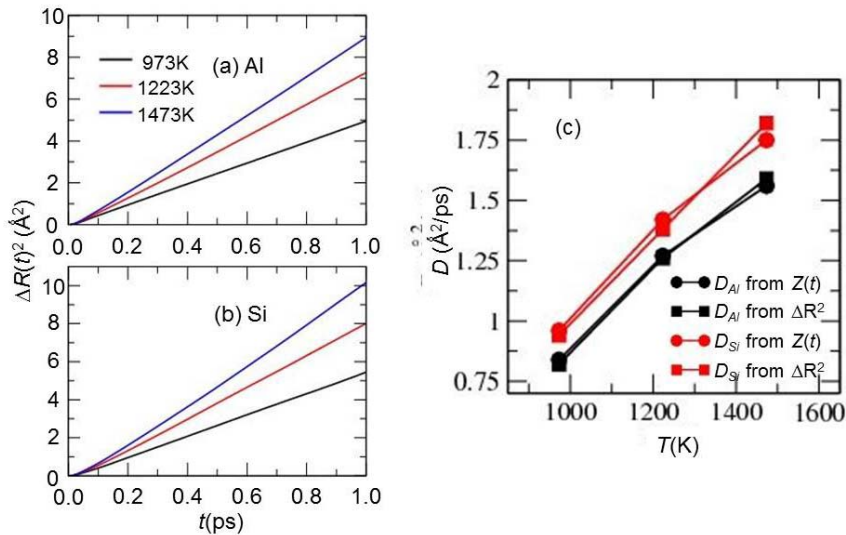 10
8
6
4
2
0
973K
1223K
1473K
(a) Al
0.0 0.2 0.4 0.6 0.8 1.0
ΔR(t)² (Å²)
10
8
6
4
2
0
(b) Si
0.0 0.2 0.4 0.6 0.8 1.0
t(ps)
2
1.75
1.5
1.25
1
0.75
D (Å²/ps)
(c)
D_Al from Z(t)
D_Al from ΔR²
D_Si from Z(t)
D_Si from ΔR²
1000 1200 1400 1600
T(K)